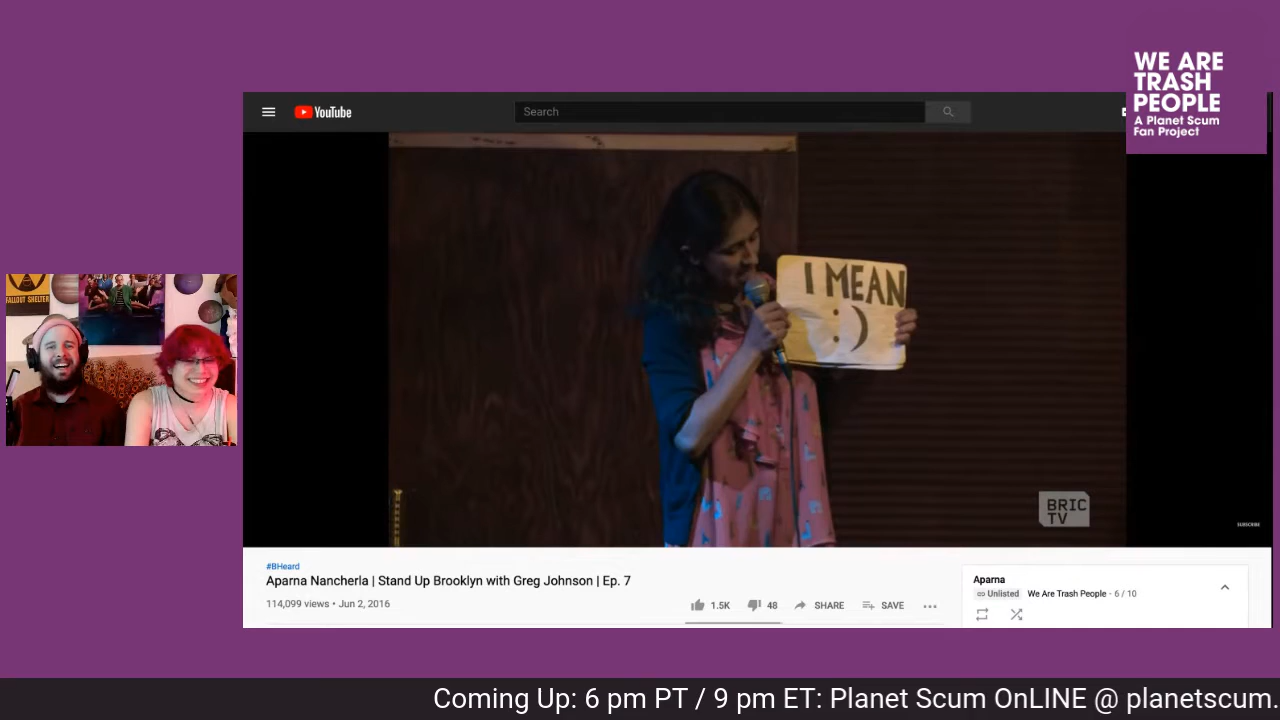 WE ARE
TRASH
PEOPLE
A Planet Scum
Fan Project
YouTube
Search
I MEAN
:)
FALLOUT SHELTER
BRIC
TV
SUBSCRIBE
#BHeard
Aparna Nancherla | Stand Up Brooklyn with Greg Johnson | Ep. 7
114,099 views • Jun 2, 2016
1.5K
48
SHARE
SAVE
Aparna
Unlisted We Are Trash People - 6 / 10
Coming Up: 6 pm PT / 9 pm ET: Planet Scum OnLINE @ planetscum.